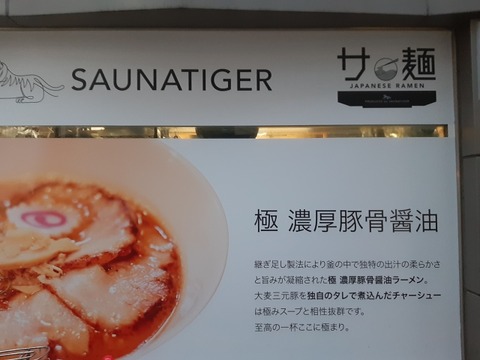 SAUNATIGER
サ 麺
JAPANESE RAMEN
極 濃厚豚骨醤油
継ぎ足し製法により釜の中で独特の出汁の柔らかさ
と旨みが凝縮された極 濃厚豚骨醤油ラーメン。
大麦三元豚を独自のタレで煮込んだチャーシュー
は極みスープと相性抜群です。
至高の一杯ここに極まり。